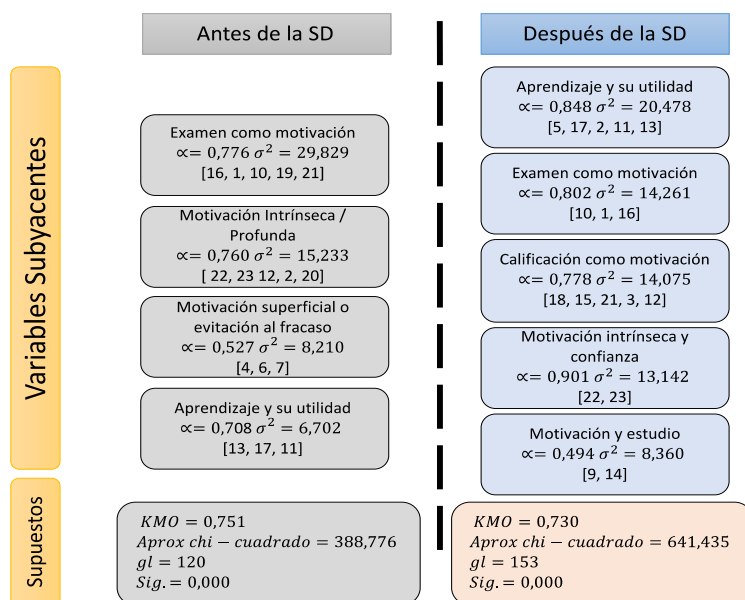 Antes de la SD
Después de la SD
Variables Subyacentes
Examen como motivación
∝= 0,776 σ² = 29,829
[16, 1, 10, 19, 21]
Motivación Intrínseca /
Profunda
∝= 0,760 σ² = 15,233
[ 22, 23 12, 2, 20]
Motivación superficial o
evitación al fracaso
∝= 0,527 σ² = 8,210
[4, 6, 7]
Aprendizaje y su utilidad
∝= 0,708 σ² = 6,702
[13, 17, 11]
Aprendizaje y su utilidad
∝= 0,848 σ² = 20,478
[5, 17, 2, 11, 13]
Examen como motivación
∝= 0,802 σ² = 14,261
[10, 1, 16]
Calificación como motivación
∝= 0,778 σ² = 14,075
[18, 15, 21, 3, 12]
Motivación intrínseca y
confianza
∝= 0,901 σ² = 13,142
[22, 23]
Motivación y estudio
∝= 0,494 σ² = 8,360
[9, 14]
Supuestos
KMO = 0,751
Aprox chi − cuadrado = 388,776
gl = 120
Sig. = 0,000
KMO = 0,730
Aprox chi − cuadrado = 641,435
gl = 153
Sig. = 0,000